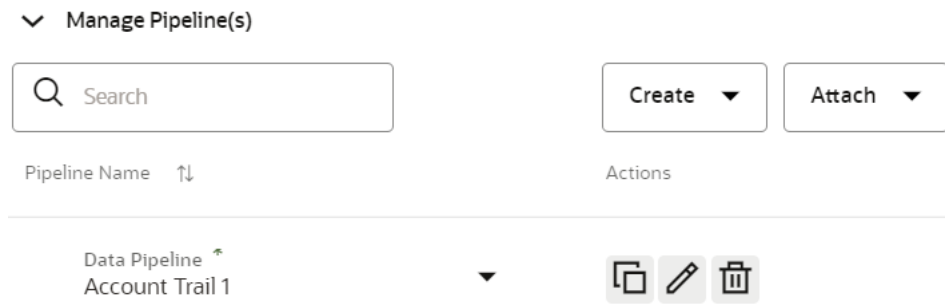 Manage Pipeline(s)
Search
Create
Attach
Pipeline Name
Actions
Data Pipeline
Account Trail 1